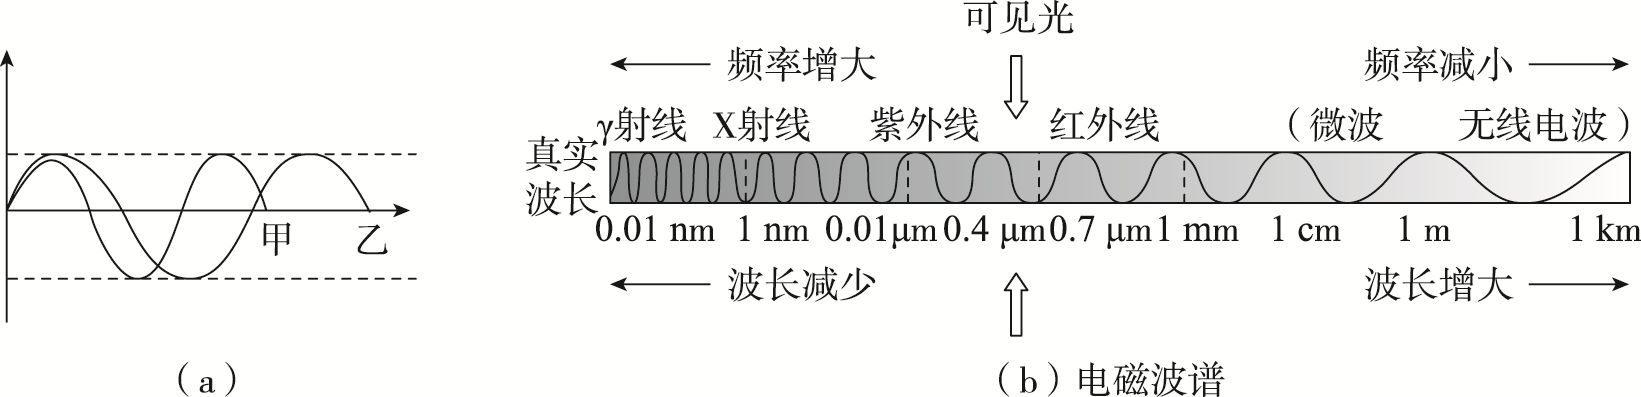 甲
乙
（a）
可见光
频率增大
频率减小
γ射线 X射线 紫外线 红外线 （微波 无线电波）
真实
波长
0.01 nm 1 nm 0.01μm 0.4 μm 0.7 μm 1 mm 1 cm 1 m 1 km
波长减少
波长增大
（b）电磁波谱